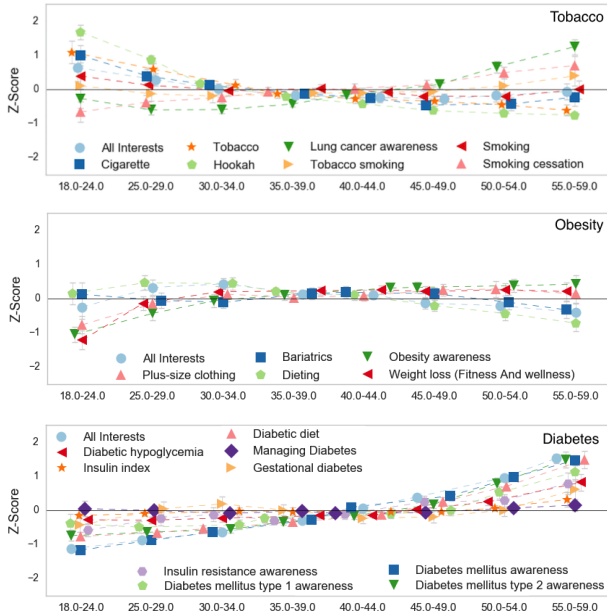 Tobacco
Z-Score
2
1
0
−1
−2
All Interests Tobacco Lung cancer awareness Smoking
Cigarette Hookah Tobacco smoking Smoking cessation
18.0-24.0 25.0-29.0 30.0-34.0 35.0-39.0 40.0-44.0 45.0-49.0 50.0-54.0 55.0-59.0
Obesity
Z-Score
2
1
0
−1
−2
All Interests Bariatrics Obesity awareness
Plus-size clothing Dieting Weight loss (Fitness And wellness)
18.0-24.0 25.0-29.0 30.0-34.0 35.0-39.0 40.0-44.0 45.0-49.0 50.0-54.0 55.0-59.0
Diabetes
Z-Score
2
1
0
−1
−2
All Interests Diabetic diet
Diabetic hypoglycemia Managing Diabetes
Insulin index Gestational diabetes
Insulin resistance awareness Diabetes mellitus awareness
Diabetes mellitus type 1 awareness Diabetes mellitus type 2 awareness
18.0-24.0 25.0-29.0 30.0-34.0 35.0-39.0 40.0-44.0 45.0-49.0 50.0-54.0 55.0-59.0